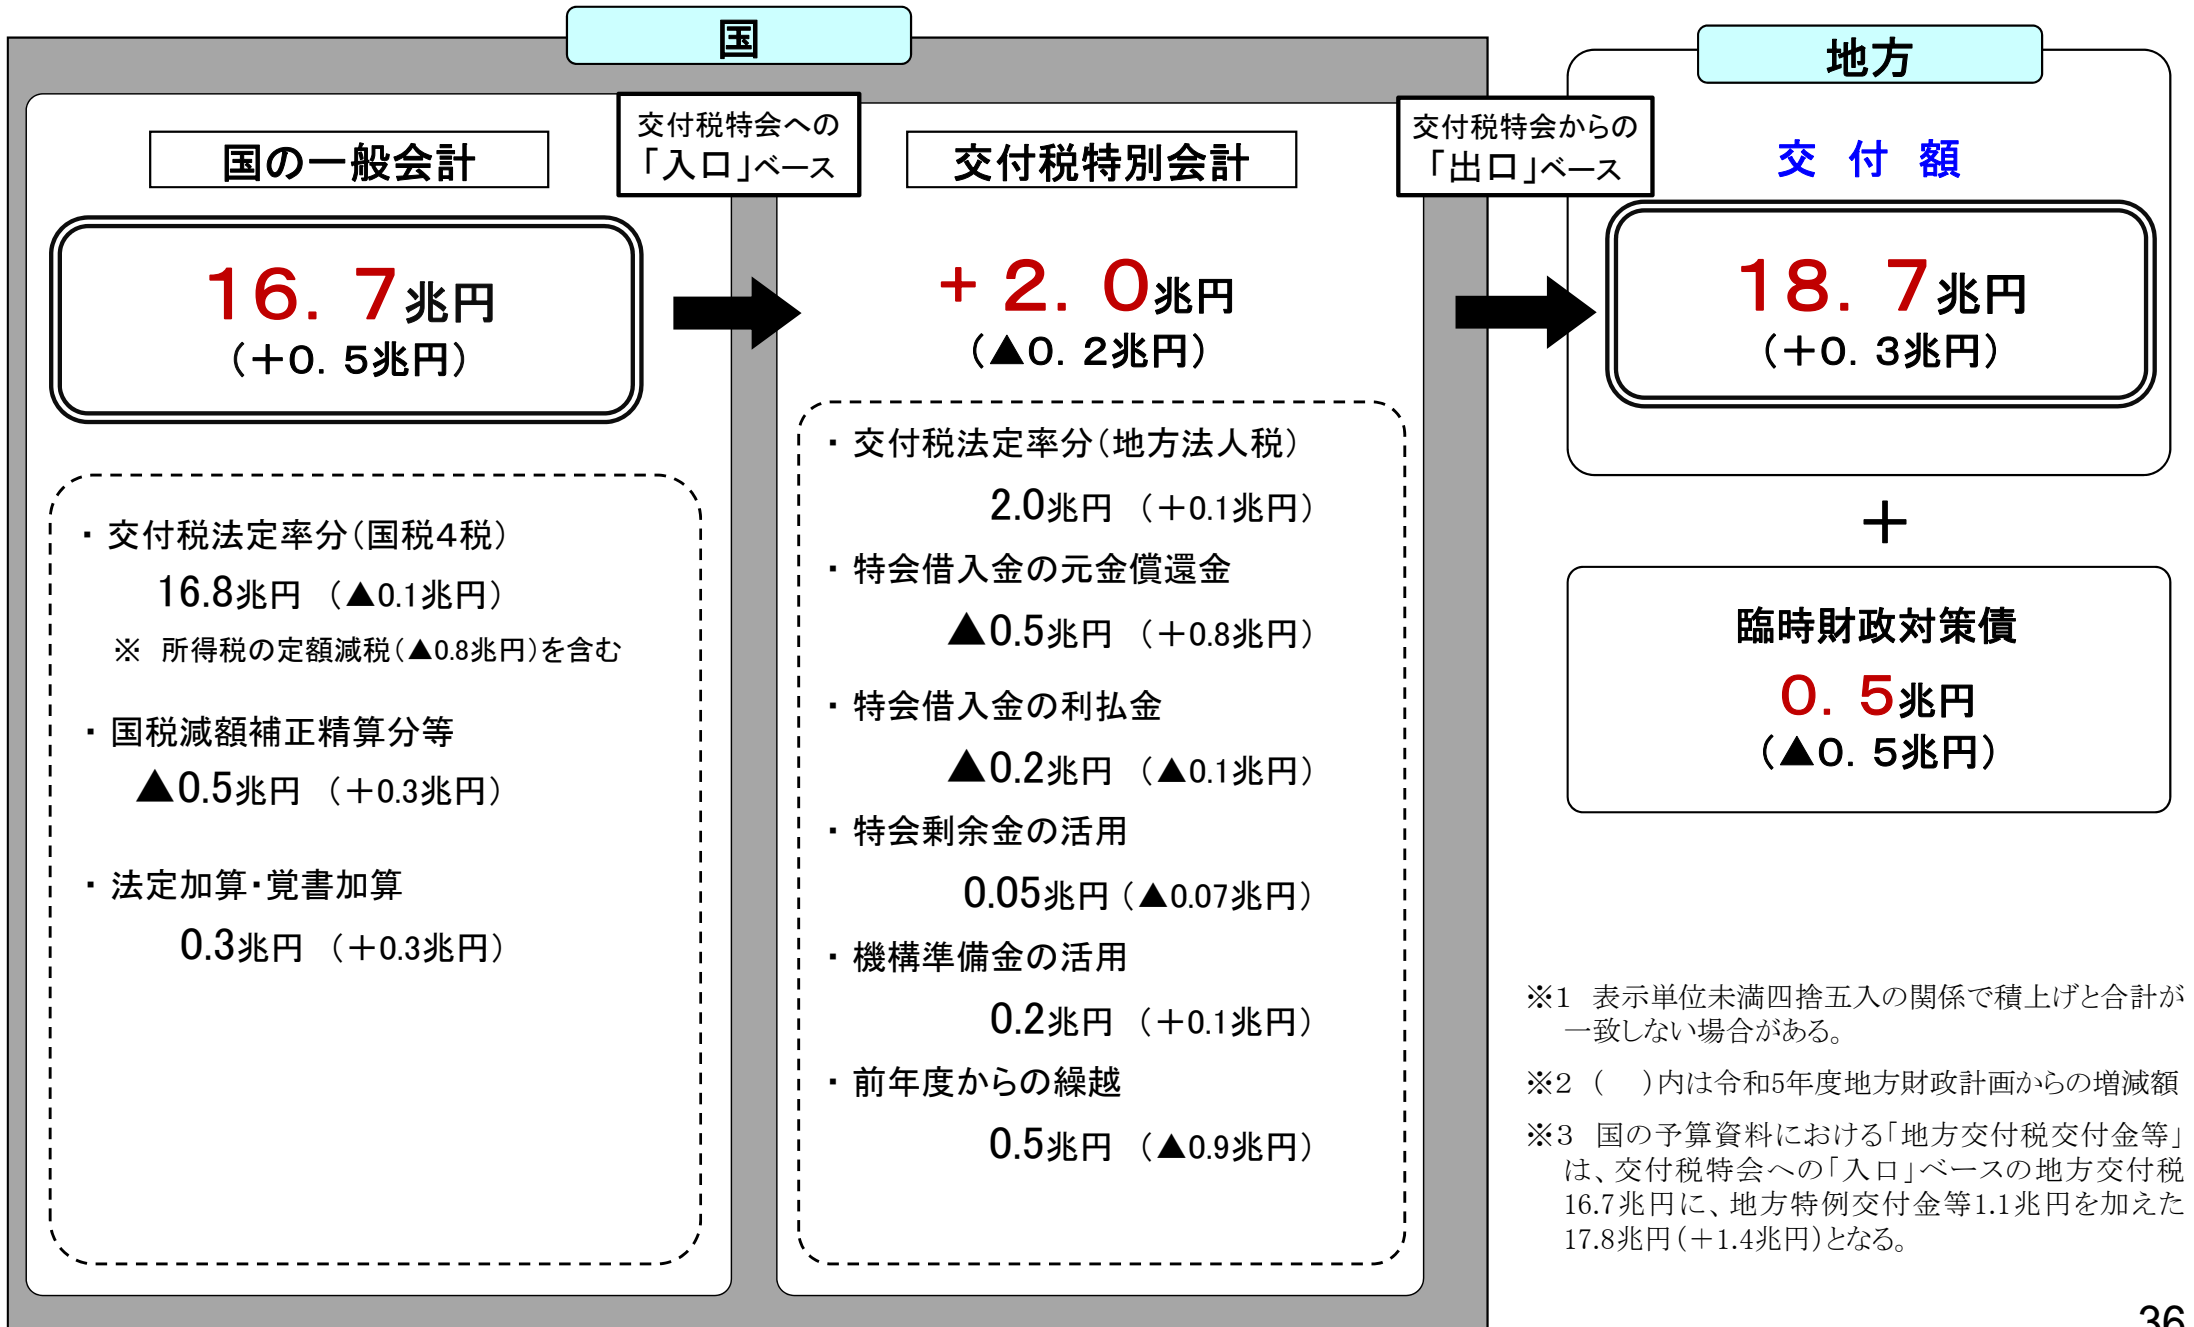 国
国の一般会計
交付税特会への
「入口」ベース
16．7兆円
（＋0．5兆円）
・ 交付税法定率分（国税4税）
16.8兆円 （▲0.1兆円）
※ 所得税の定額減税（▲0.8兆円）を含む
・ 国税減額補正精算分等
▲0.5兆円 （＋0.3兆円）
・ 法定加算・覚書加算
0.3兆円 （＋0.3兆円）
交付税特別会計
＋2．0兆円
（▲0．2兆円）
・ 交付税法定率分（地方法人税）
2.0兆円 （＋0.1兆円）
・ 特会借入金の元金償還金
▲0.5兆円 （＋0.8兆円）
・ 特会借入金の利払金
▲0.2兆円 （▲0.1兆円）
・ 特会剰余金の活用
0.05兆円（▲0.07兆円）
・ 機構準備金の活用
0.2兆円 （＋0.1兆円）
・ 前年度からの繰越
0.5兆円 （▲0.9兆円）
交付税特会からの
「出口」ベース
地方
交 付 額
18．7兆円
（＋0．3兆円）
＋
臨時財政対策債
0．5兆円
（▲0．5兆円）
※1 表示単位未満四捨五入の関係で積上げと合計が
一致しない場合がある。
※2 （ ）内は令和5年度地方財政計画からの増減額
※3 国の予算資料における「地方交付税交付金等」
は、交付税特会への「入口」ベースの地方交付税
16.7兆円に、地方特例交付金等1.1兆円を加えた
17.8兆円（＋1.4兆円）となる。
36